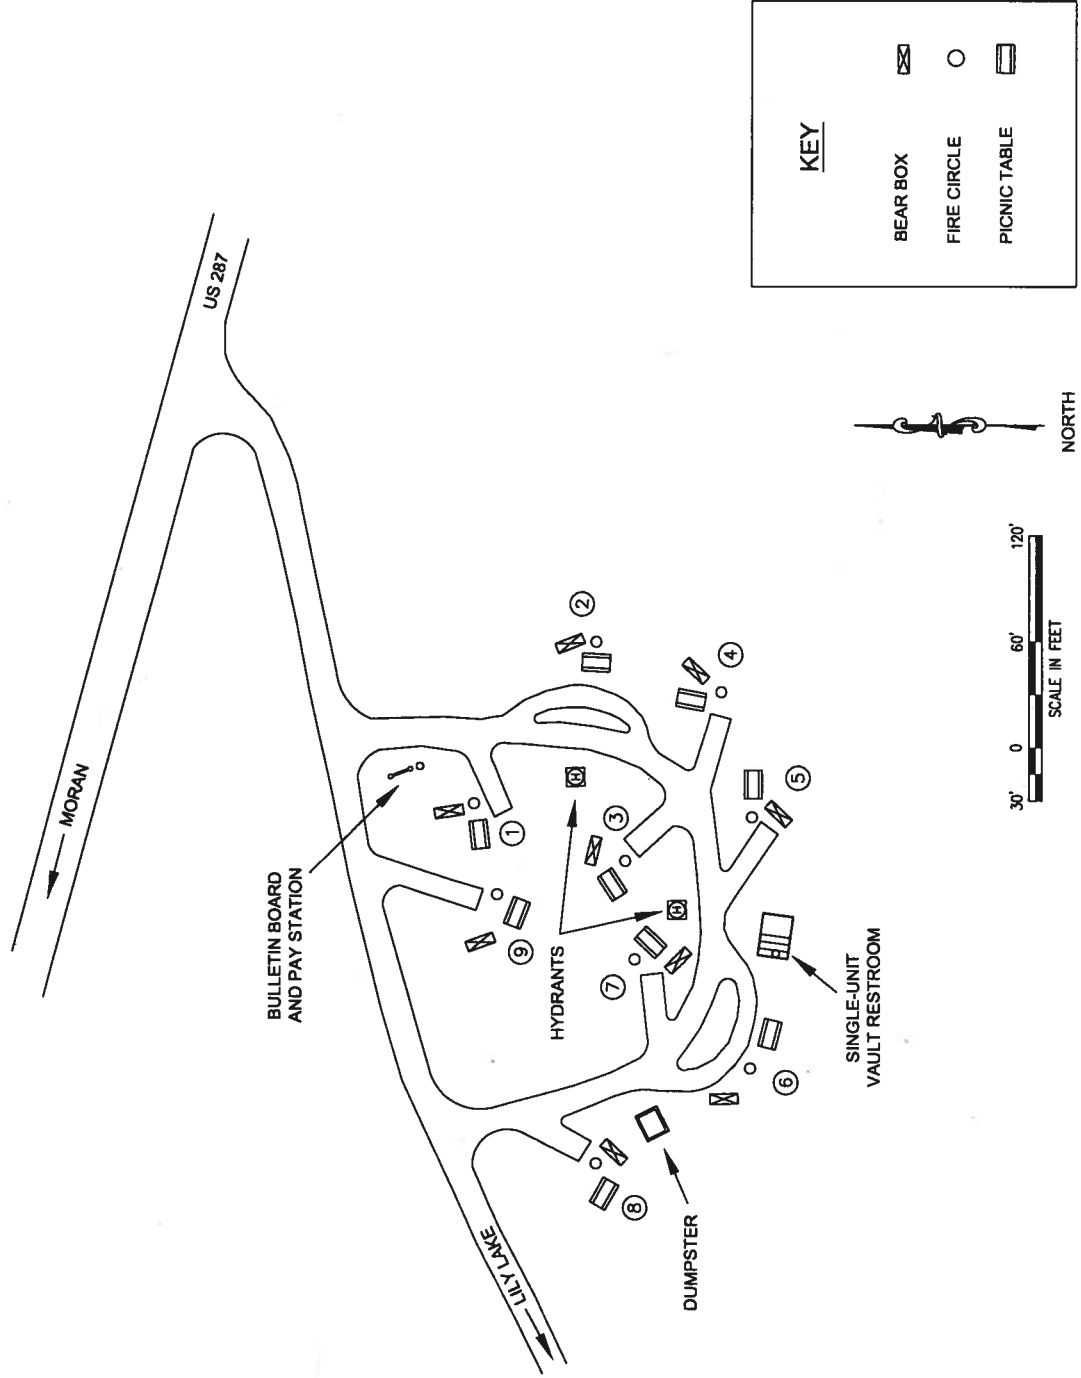 MORAN
US 287
BULLETIN BOARD
AND PAY STATION
HYDRANTS
H
H
1
2
3
4
5
6
7
8
9
LILY LAKE
DUMPSTER
SINGLE-UNIT
VAULT RESTROOM
KEY
BEAR BOX
FIRE CIRCLE
PICNIC TABLE
NORTH
30' 0 60' 120'
SCALE IN FEET